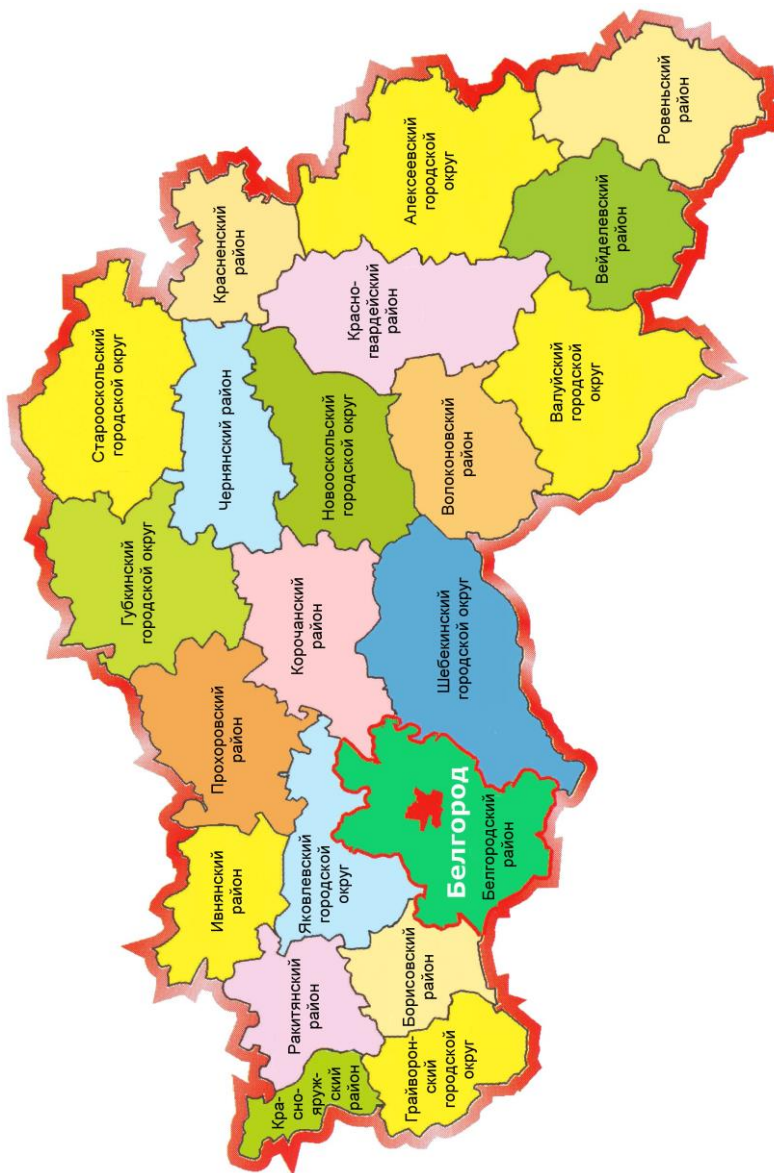 Старооскольский
городской округ
Губкинский
городской округ
Красненский
район
Чернянский район
Прохоровский
район
Ивнянский
район
Новооскольский
городской округ
Корочанский
район
Красно-
гвардейский
район
Алексеевский
городской
округ
Ракитянский
район
Яковлевский
городской
округ
Кра-
сно-
яруж-
ский
район
Борисовский
район
Грайворон-
ский
городской
округ
Белгород
Белгородский
район
Шебекинский
городской округ
Волоконовский
район
Валуйский
городской
округ
Вейделевский
район
Ровеньский
район